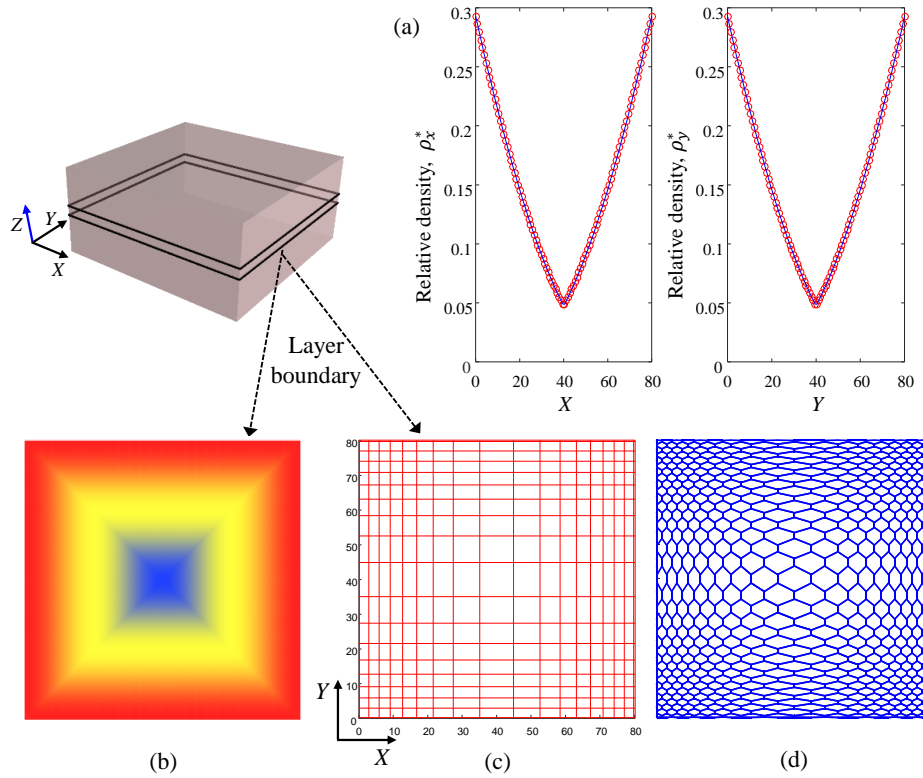 (a)
0.3
0.25
0.2
0.15
0.1
0.05
0
Relative density, ρ*x
0 20 40 60 80
X
0.3
0.25
0.2
0.15
0.1
0.05
0
Relative density, ρ*y
0 20 40 60 80
Y
Z
Y
X
Layer
boundary
80
70
60
50
40
30
20
10
0
0 10 20 30 40 50 60 70 80
Y
X
(b)
(c)
(d)